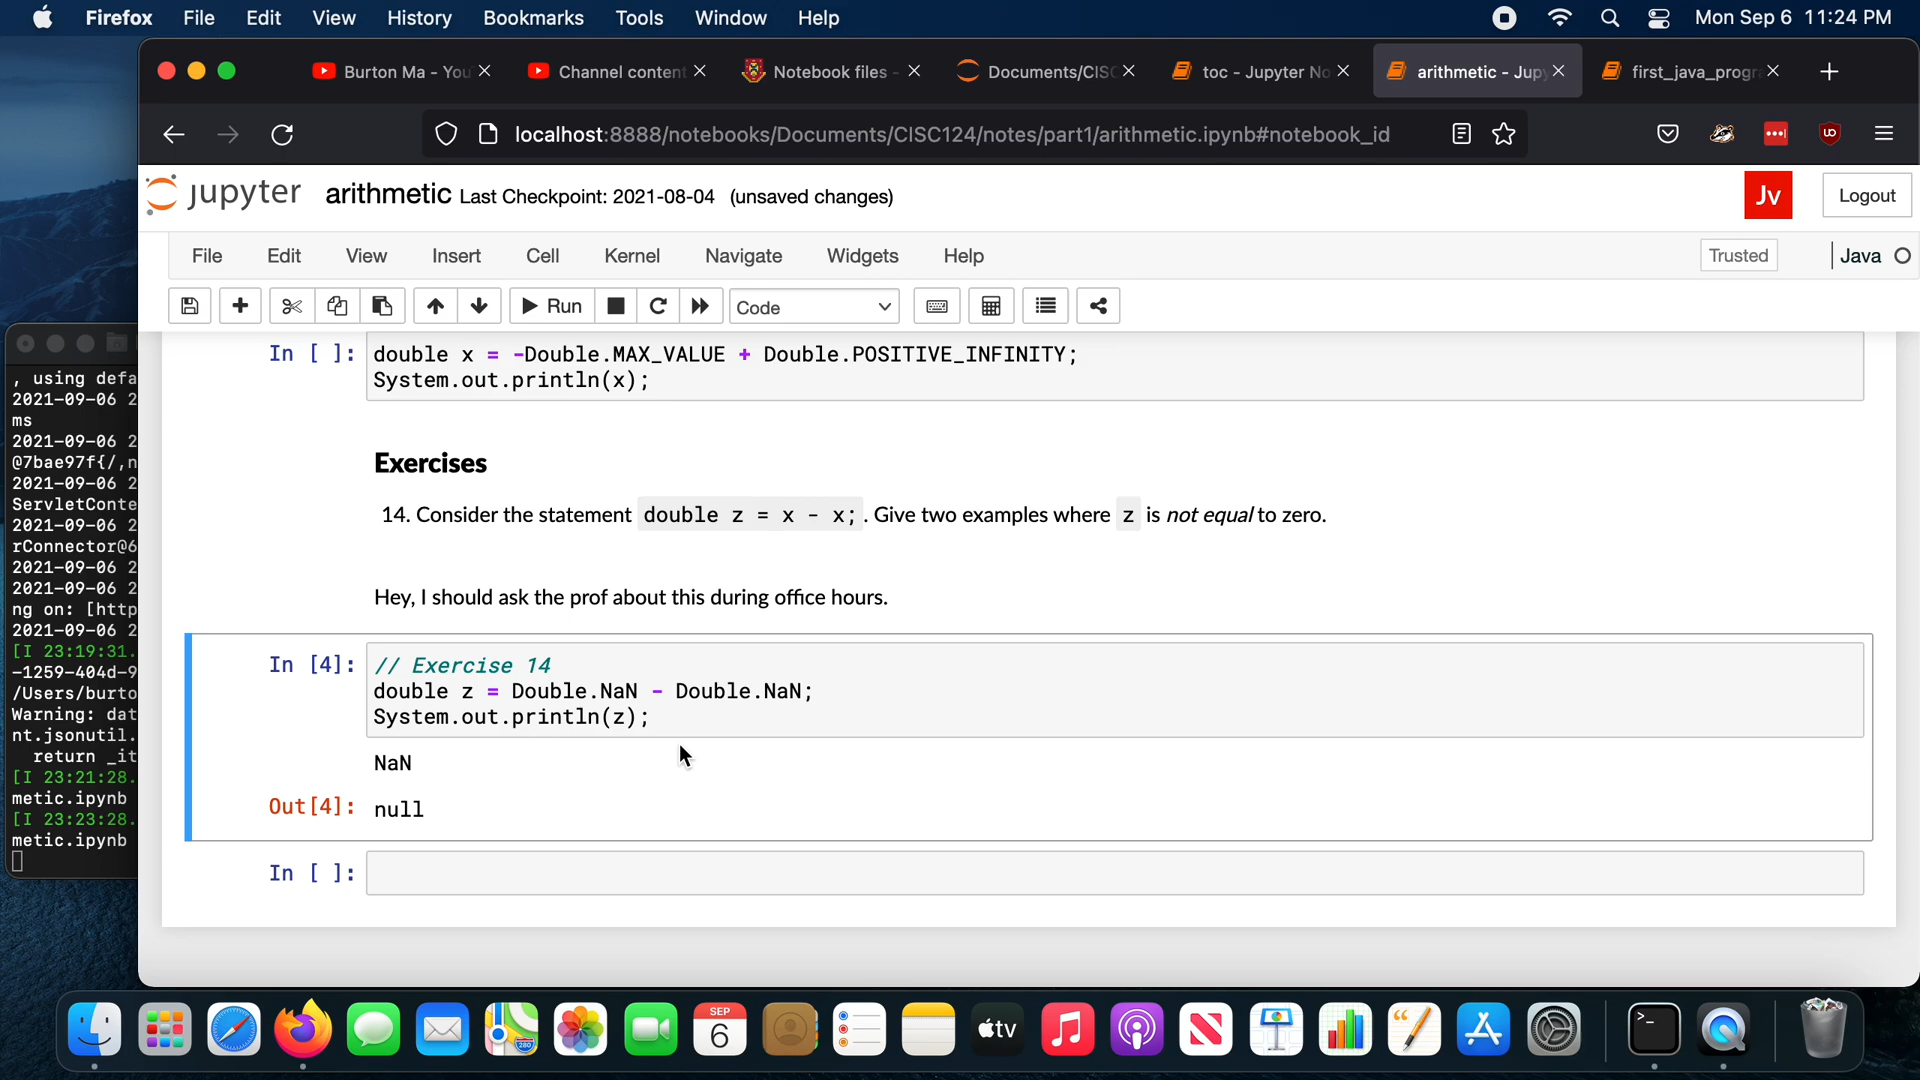 Firefox File Edit View History Bookmarks Tools Window Help Mon Sep 6 11:24 PM
Burton Ma - You Channel content Notebook files - Documents/CISC toc - Jupyter No arithmetic - Jup first_java_progra
localhost:8888/notebooks/Documents/CISC124/notes/part1/arithmetic.ipynb#notebook_id
jupyter arithmetic Last Checkpoint: 2021-08-04 (unsaved changes) Jv Logout
File Edit View Insert Cell Kernel Navigate Widgets Help Trusted Java
Run Code
In [ ]: double x = -Double.MAX_VALUE + Double.POSITIVE_INFINITY;
System.out.println(x);
Exercises
14. Consider the statement double z = x - x; . Give two examples where z is not equal to zero.
Hey, I should ask the prof about this during office hours.
In [4]: // Exercise 14
double z = Double.NaN - Double.NaN;
System.out.println(z);
NaN
Out[4]: null
In [ ]:
, using defa
2021-09-06 2
ms
2021-09-06 2
@7bae97f{/,n
2021-09-06 2
ServletConte
2021-09-06 2
rConnector@6
2021-09-06 2
2021-09-06 2
ng on: [http
2021-09-06 2
[I 23:19:31.
-1259-404d-9
/Users/burto
Warning: dat
nt.jsonutil.
return _it
[I 23:21:28.
metic.ipynb
[I 23:23:28.
metic.ipynb
280 SEP
6 tv